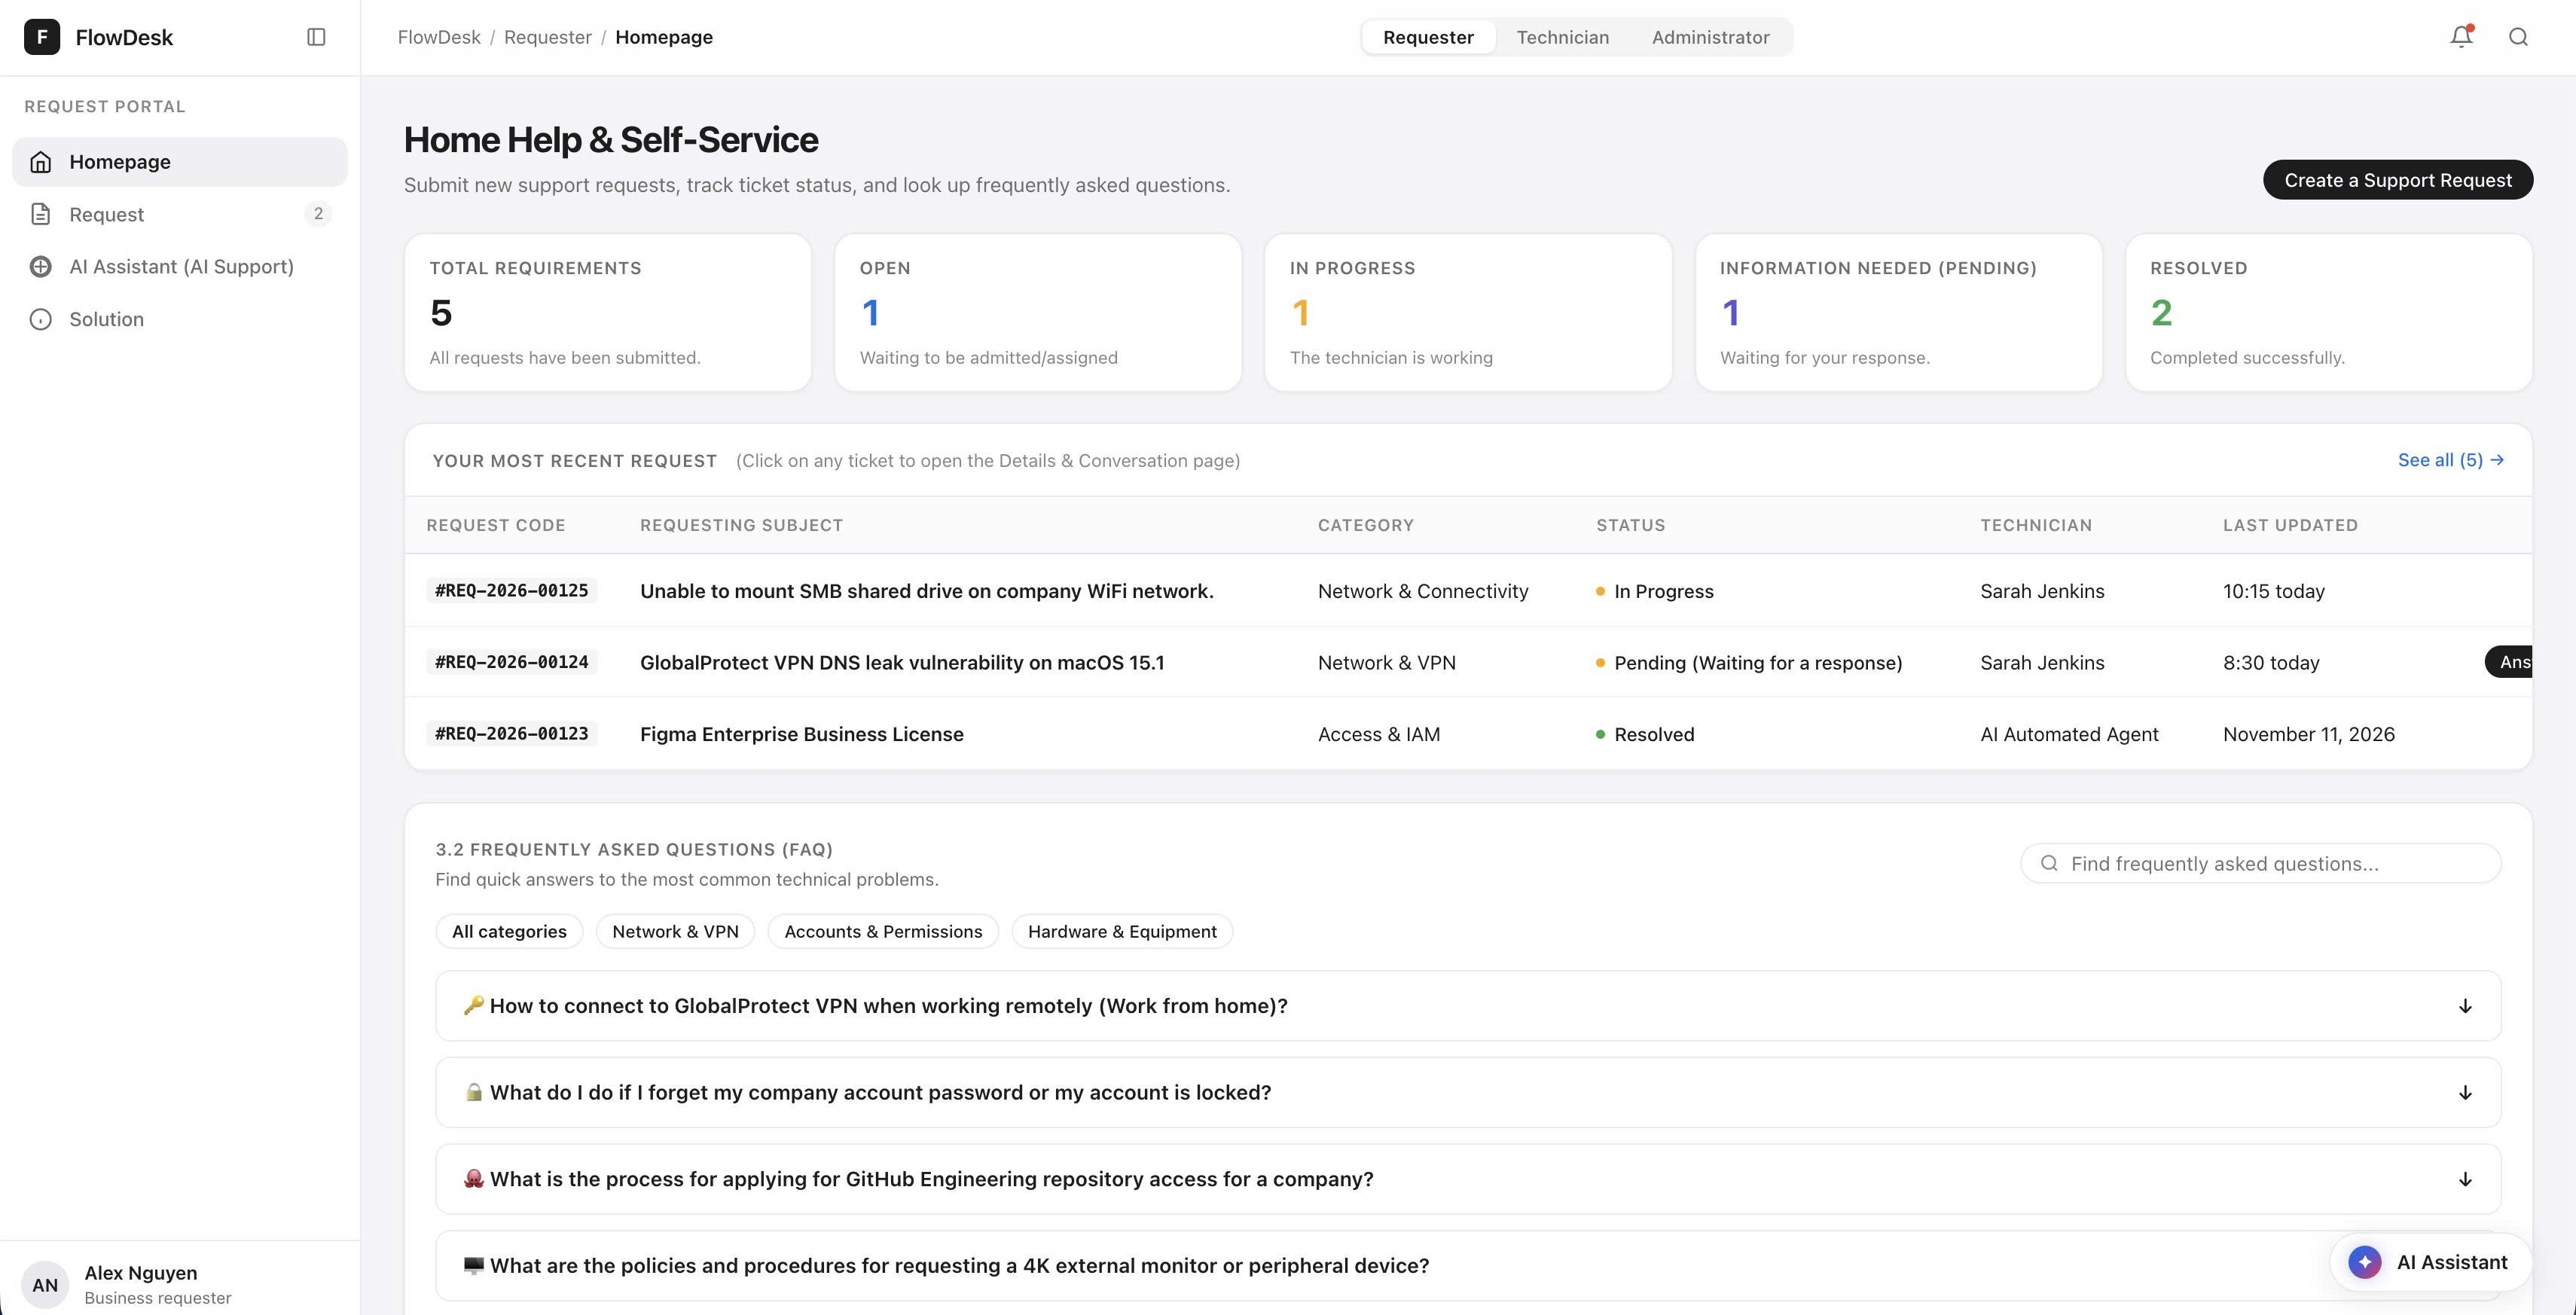 F FlowDesk
FlowDesk / Requester / Homepage
Requester Technician Administrator
REQUEST PORTAL
Homepage
Request 2
AI Assistant (AI Support)
Solution
Home Help & Self-Service
Submit new support requests, track ticket status, and look up frequently asked questions.
Create a Support Request
TOTAL REQUIREMENTS
5
All requests have been submitted.
OPEN
1
Waiting to be admitted/assigned
IN PROGRESS
1
The technician is working
INFORMATION NEEDED (PENDING)
1
Waiting for your response.
RESOLVED
2
Completed successfully.
YOUR MOST RECENT REQUEST (Click on any ticket to open the Details & Conversation page) See all (5) →
REQUEST CODE REQUESTING SUBJECT CATEGORY STATUS TECHNICIAN LAST UPDATED
#REQ-2026-00125 Unable to mount SMB shared drive on company WiFi network. Network & Connectivity In Progress Sarah Jenkins 10:15 today
#REQ-2026-00124 GlobalProtect VPN DNS leak vulnerability on macOS 15.1 Network & VPN Pending (Waiting for a response) Sarah Jenkins 8:30 today Ans
#REQ-2026-00123 Figma Enterprise Business License Access & IAM Resolved AI Automated Agent November 11, 2026
3.2 FREQUENTLY ASKED QUESTIONS (FAQ)
Find quick answers to the most common technical problems.
Find frequently asked questions...
All categories Network & VPN Accounts & Permissions Hardware & Equipment
🔑 How to connect to GlobalProtect VPN when working remotely (Work from home)?
🔒 What do I do if I forget my company account password or my account is locked?
🐙 What is the process for applying for GitHub Engineering repository access for a company?
🖥️ What are the policies and procedures for requesting a 4K external monitor or peripheral device?
AI Assistant
AN Alex Nguyen
Business requester